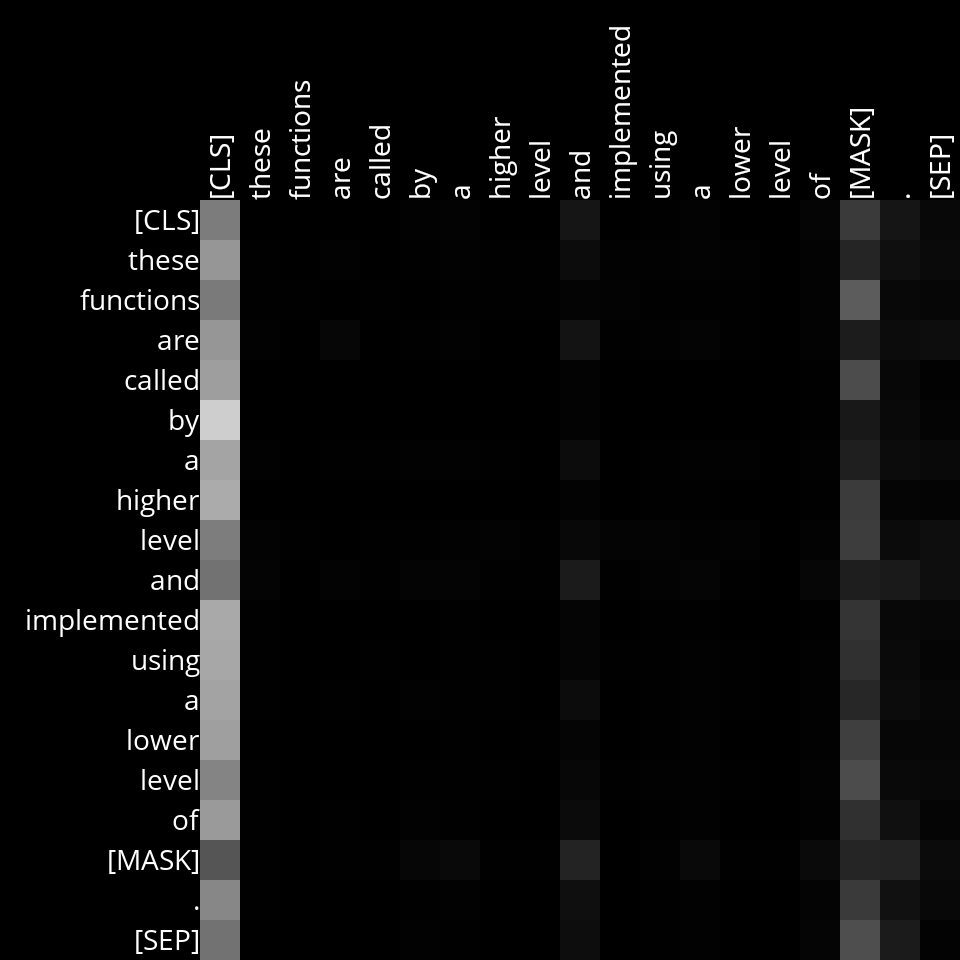 [CLS]
these
functions
are
called
by
a
higher
level
and
implemented
using
a
lower
level
of
[MASK]
.
[SEP]
[CLS]
these
functions
are
called
by
a
higher
level
and
implemented
using
a
lower
level
of
[MASK]
.
[SEP]